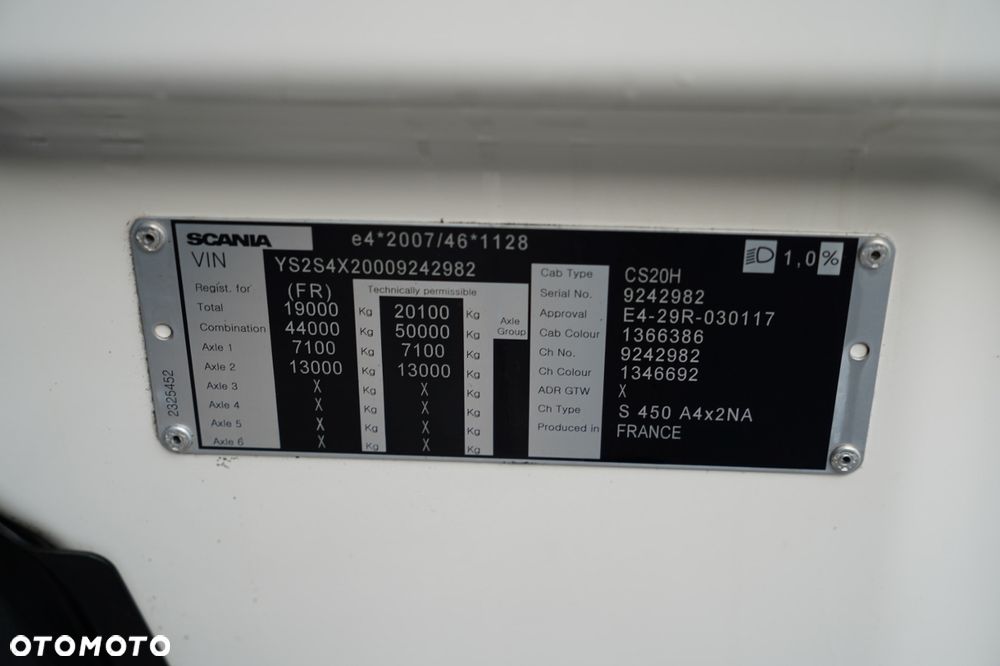 SCANIA e4*2007/46*1128 1,0%
VIN YS2S4X20009242982
Regist. for (FR) Technically permissible
Total 19000 Kg 20100 Kg
Combination 44000 Kg 50000 Kg Axle Group
Axle 1 7100 Kg 7100 Kg
Axle 2 13000 Kg 13000 Kg
Axle 3 X Kg X Kg
Axle 4 X Kg X Kg
Axle 5 X Kg X Kg
Axle 6 X Kg X Kg
Cab Type CS20H
Serial No. 9242982
Approval E4-29R-030117
Cab Colour 1366386
Ch No. 9242982
Ch Colour 1346692
ADR GTW X
Ch Type S 450 A4x2NA
Produced in FRANCE
2325452
OTOMOTO